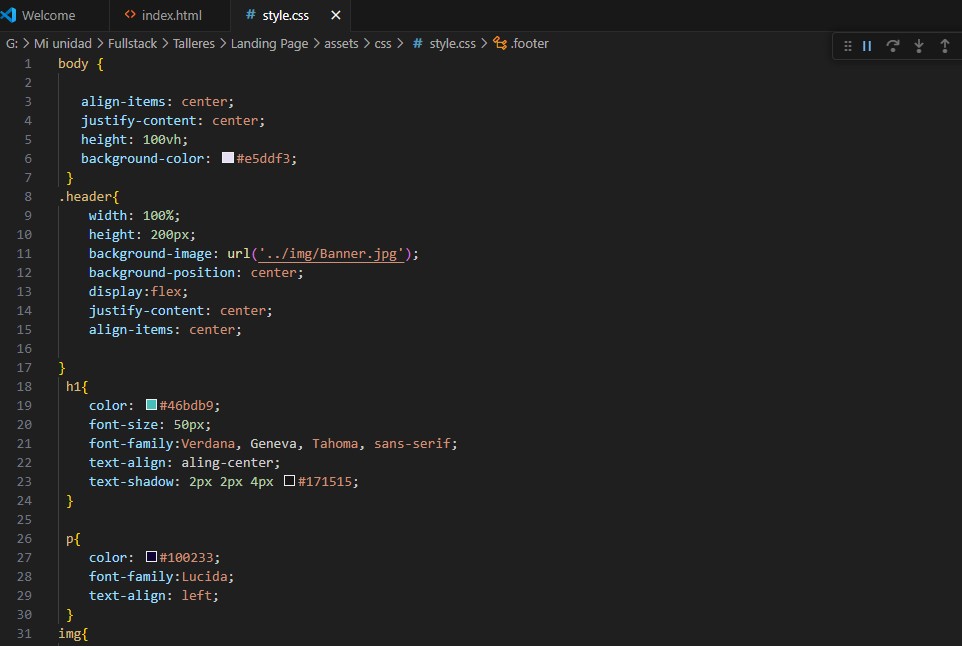 Welcome
index.html
style.css
G: > Mi unidad > Fullstack > Talleres > Landing Page > assets > css > # style.css > .footer
1 body {
2
3 align-items: center;
4 justify-content: center;
5 height: 100vh;
6 background-color: #e5ddf3;
7 }
8 .header{
9 width: 100%;
10 height: 200px;
11 background-image: url('../img/Banner.jpg');
12 background-position: center;
13 display:flex;
14 justify-content: center;
15 align-items: center;
16
17 }
18 h1{
19 color: #46bdb9;
20 font-size: 50px;
21 font-family:Verdana, Geneva, Tahoma, sans-serif;
22 text-align: aling-center;
23 text-shadow: 2px 2px 4px #171515;
24 }
25
26 p{
27 color: #100233;
28 font-family:Lucida;
29 text-align: left;
30 }
31 img{